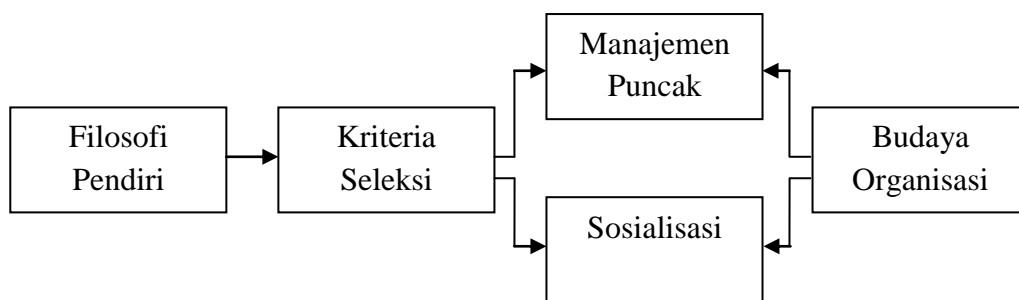 Filosofi
Pendiri
Kriteria
Seleksi
Manajemen
Puncak
Sosialisasi
Budaya
Organisasi